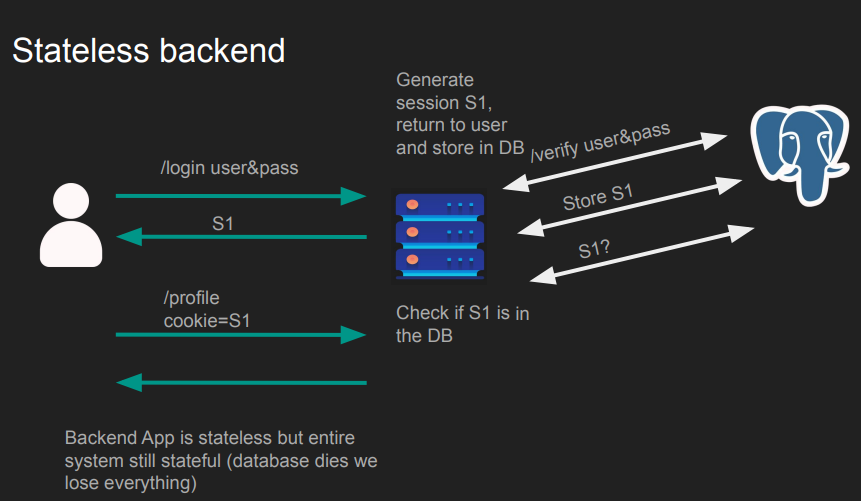 Stateless backend
Generate
session S1,
return to user
and store in DB
/verify user&pass
/login user&pass
Store S1
S1
S1?
/profile
cookie=S1
Check if S1 is in
the DB
Backend App is stateless but entire
system still stateful (database dies we
lose everything)